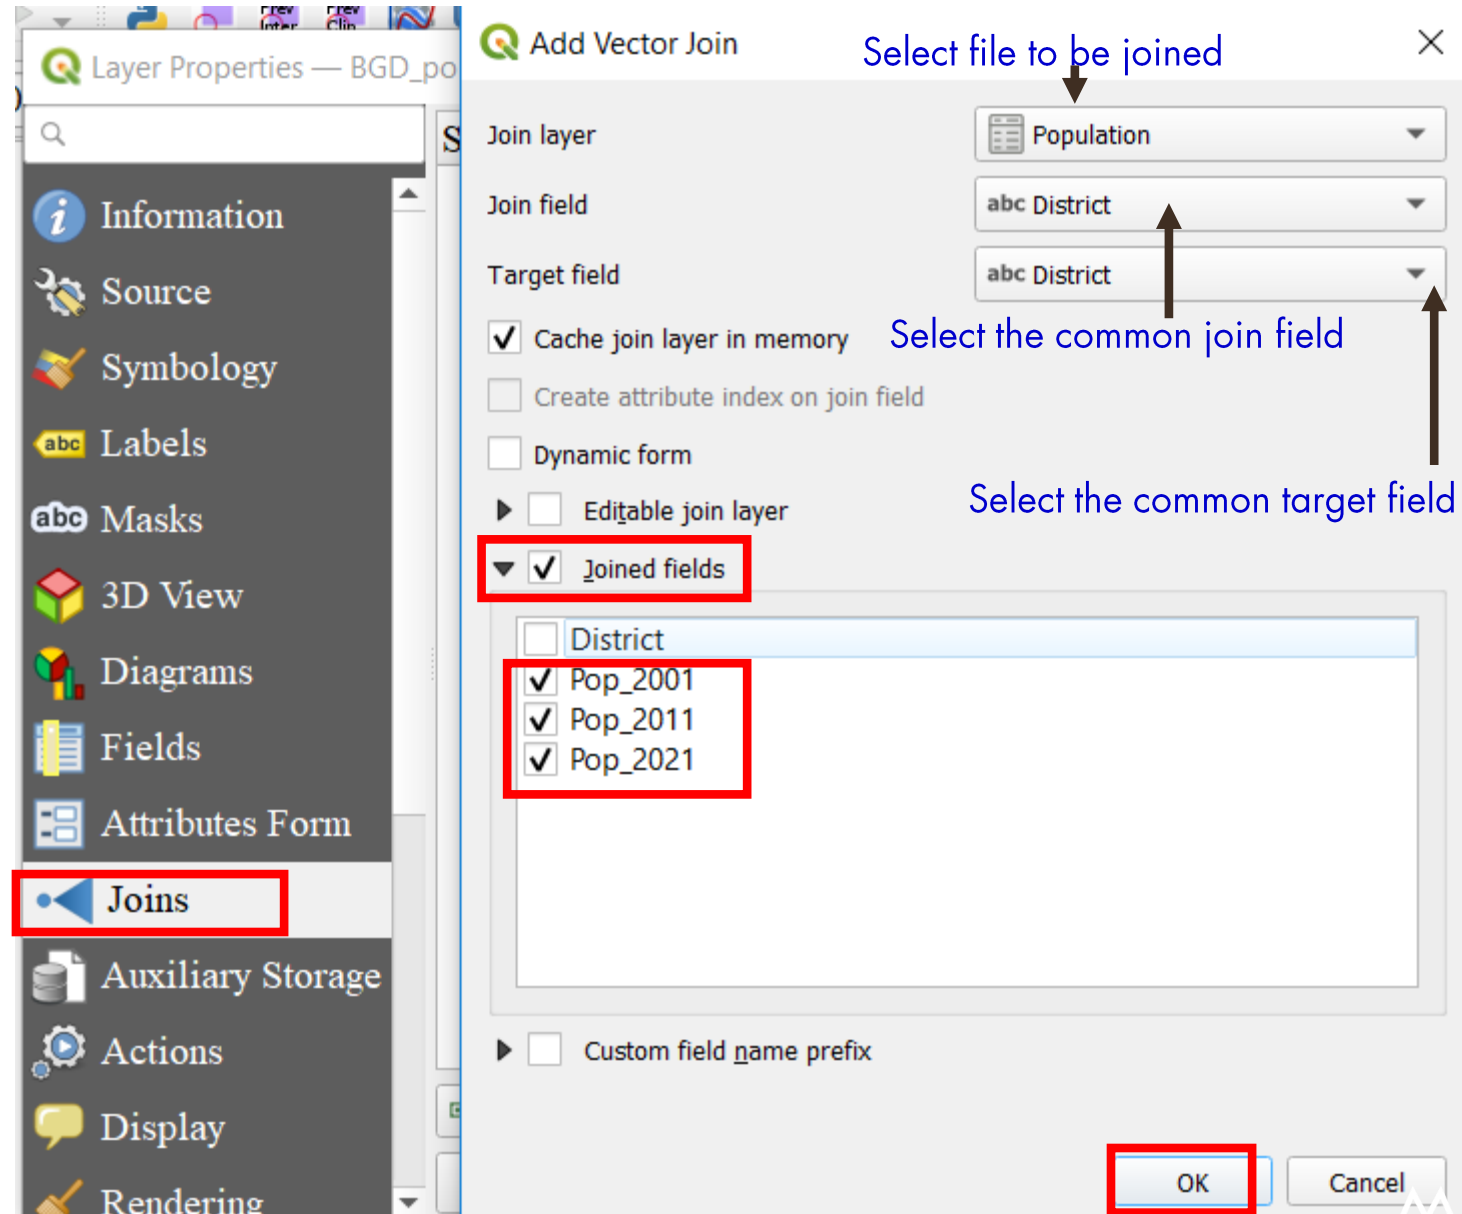 Prev
Inter
Prev
Clip
Layer Properties — BGD_po
Information
Source
Symbology
abc Labels
abc Masks
3D View
Diagrams
Fields
Attributes Form
Joins
Auxiliary Storage
Actions
Display
Rendering
S
Add Vector Join
Select file to be joined
Join layer
Population
Join field
abc District
Target field
abc District
Cache join layer in memory
Select the common join field
Create attribute index on join field
Dynamic form
Editable join layer
Select the common target field
Joined fields
District
Pop_2001
Pop_2011
Pop_2021
Custom field name prefix
OK
Cancel